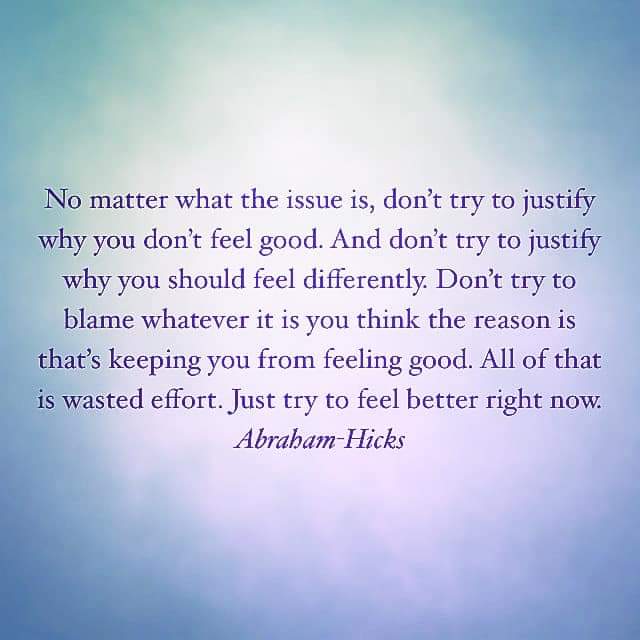 No matter what the issue is, don't try to justify
why you don't feel good. And don't try to justify
why you should feel differently. Don't try to
blame whatever it is you think the reason is
that's keeping you from feeling good. All of that
is wasted effort. Just try to feel better right now.
Abraham-Hicks